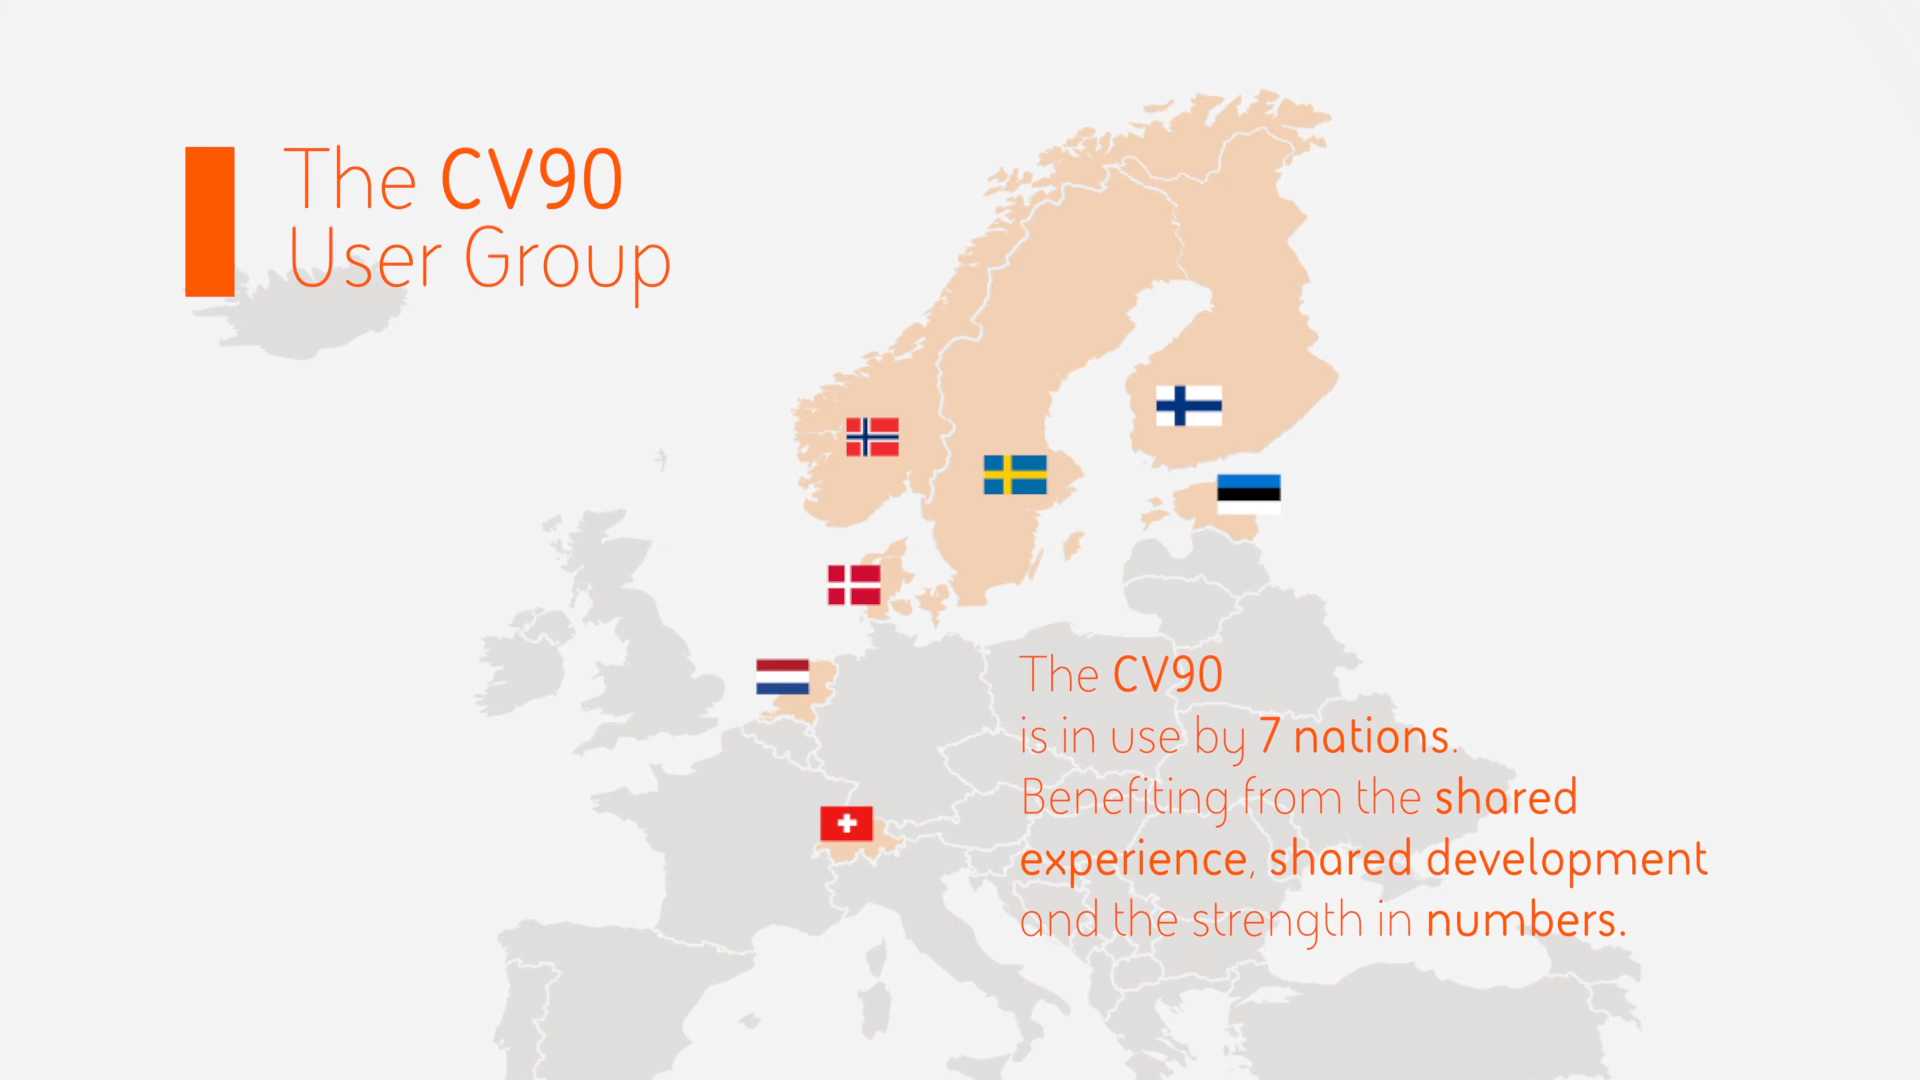 The CV90
User Group
The CV90
is in use by 7 nations.
Benefiting from the shared
experience, shared development
and the strength in numbers.